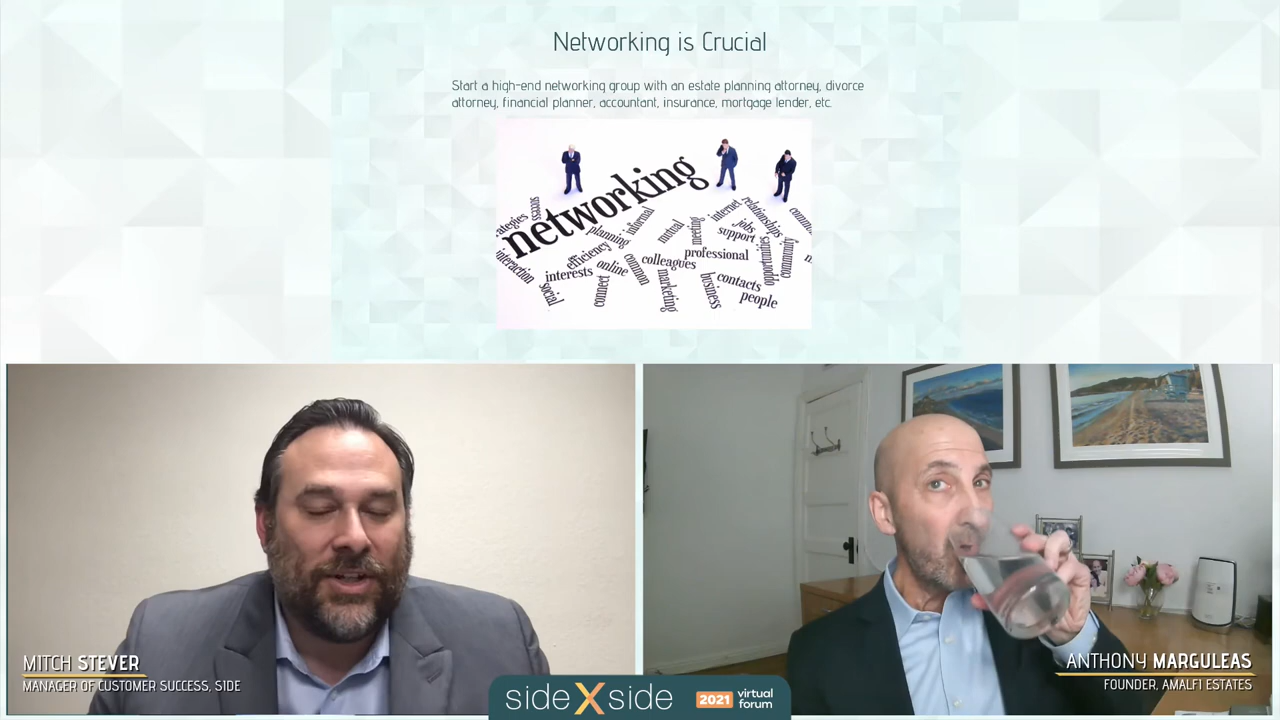 Networking is Crucial
Start a high-end networking group with an estate planning attorney, divorce
attorney, financial planner, accountant, insurance, mortgage lender, etc.
networking
rategies
interaction
social
interests
efficiency
planning
informal
online
connect
common
mutual
meeting
colleagues
marketing
professional
business
internet
jobs
support
relationships
contacts
people
community
MITCH STEVER
MANAGER OF CUSTOMER SUCCESS, SIDE
ANTHONY MARGULEAS
FOUNDER, AMALFI ESTATES
side X side 2021 virtual
forum